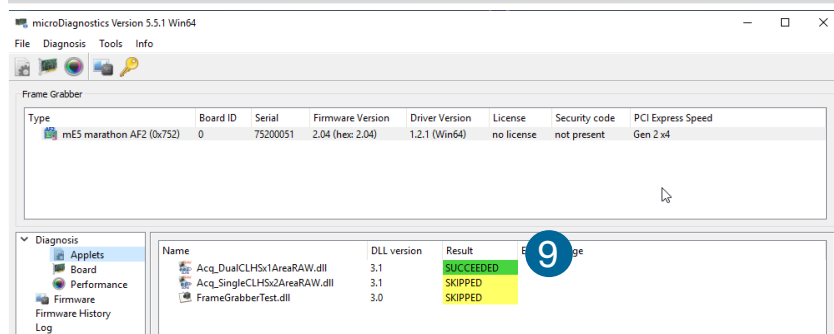 microDiagnostics Version 5.5.1 Win64
File Diagnosis Tools Info
Frame Grabber
Type Board ID Serial Firmware Version Driver Version License Security code PCI Express Speed
mE5 marathon AF2 (0x752) 0 75200051 2.04 (hex: 2.04) 1.2.1 (Win64) no license not present Gen 2 x4
Diagnosis
Applets
Board
Performance
Firmware
Firmware History
Log
Name DLL version Result
9
Acq_DualCLHSx1AreaRAW.dll 3.1 SUCCEEDED
Acq_SingleCLHSx2AreaRAW.dll 3.1 SKIPPED
FrameGrabberTest.dll 3.0 SKIPPED